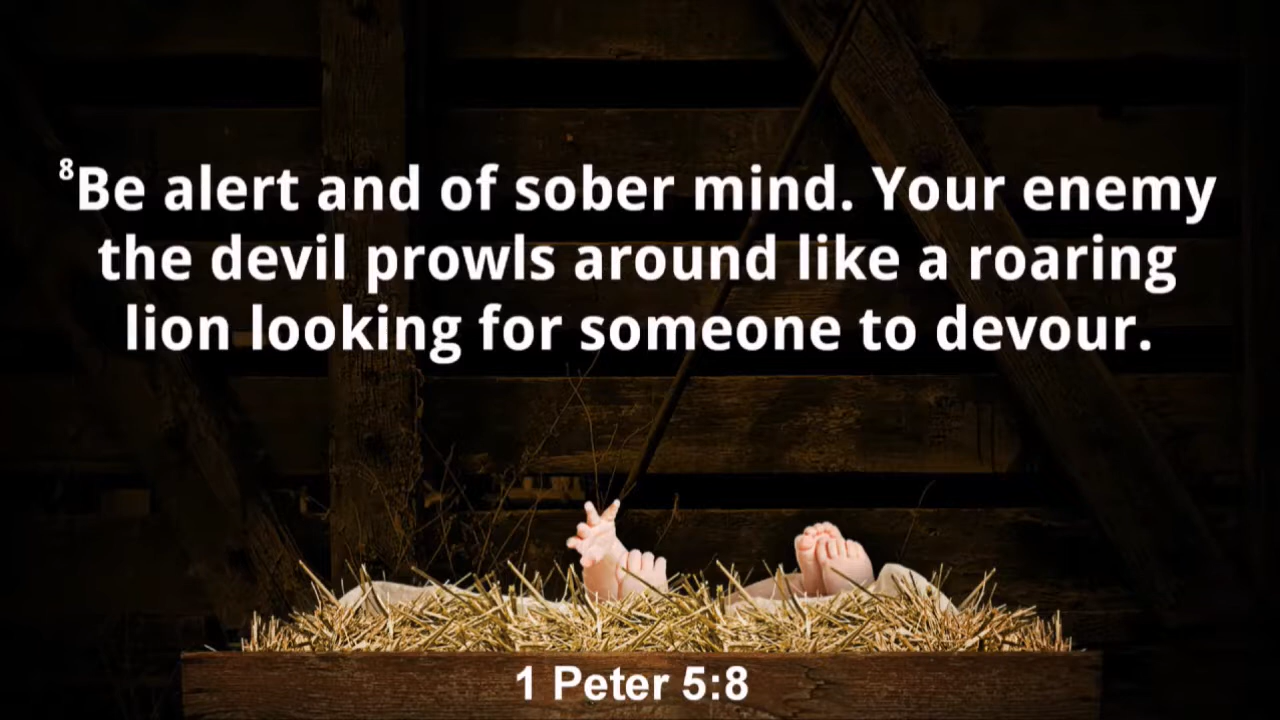 ⁸Be alert and of sober mind. Your enemy
the devil prowls around like a roaring
lion looking for someone to devour.
1 Peter 5:8